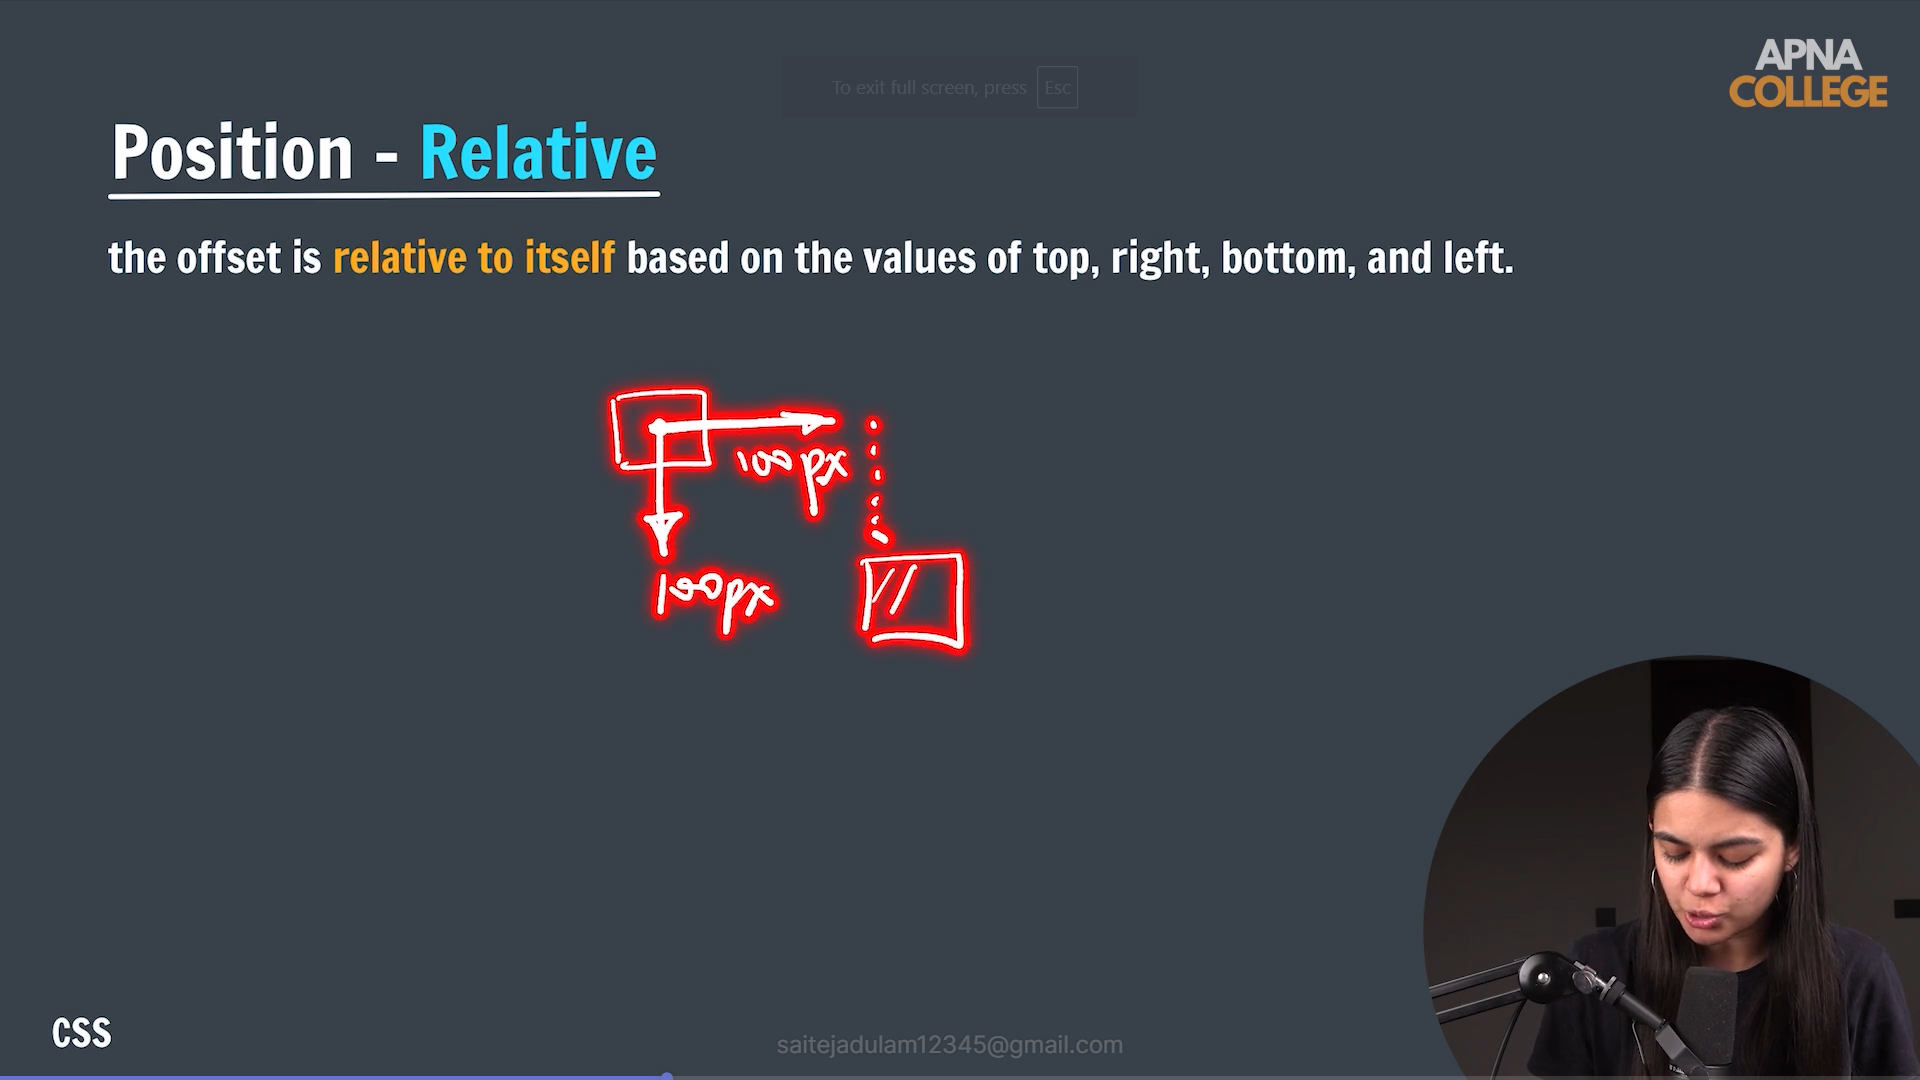 APNA
COLLEGE
To exit full screen, press Esc
Position - Relative
the offset is relative to itself based on the values of top, right, bottom, and left.
100px
100px
CSS
saitejadulam12345@gmail.com